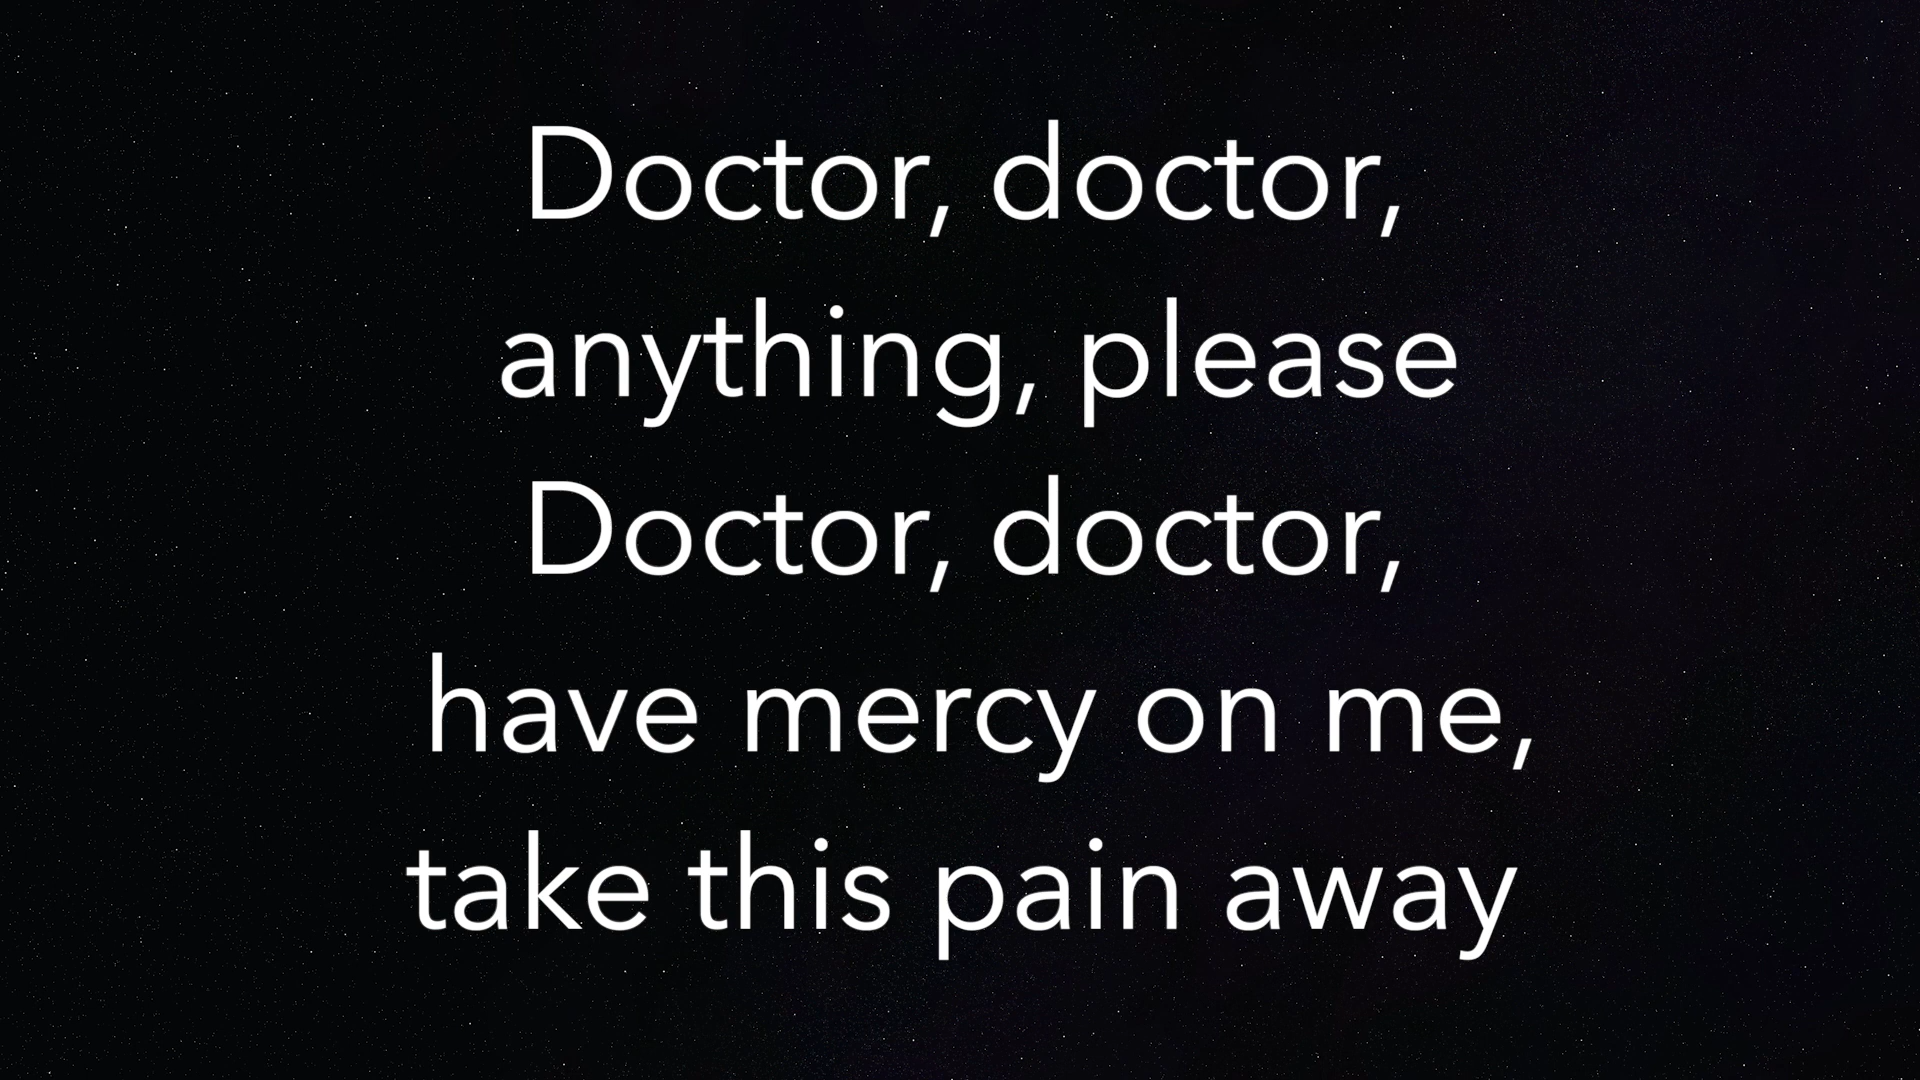 Doctor, doctor,
anything, please
Doctor, doctor,
have mercy on me,
take this pain away